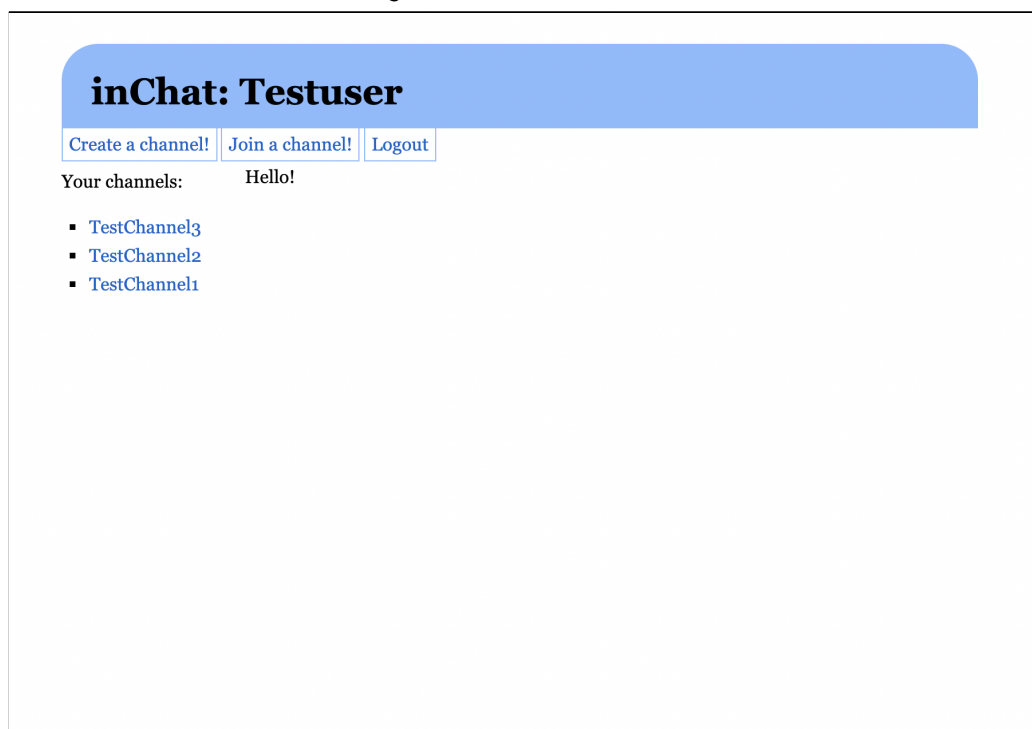 inChat: Testuser
Create a channel! Join a channel! Logout
Your channels:
Hello!
TestChannel3
TestChannel2
TestChannel1